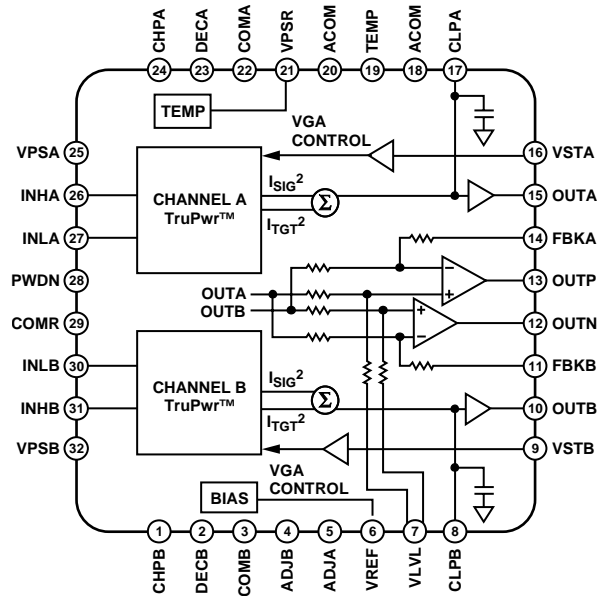 CHPA
DECA
COMA
VPSR
ACOM
TEMP
ACOM
CLPA
24
23
22
21
20
19
18
17
TEMP
VGA
CONTROL
VPSA 25
16 VSTA
INHA 26
CHANNEL A
TruPwr™
ISIG²
Σ
15 OUTA
INLA 27
ITGT²
14 FBKA
PWDN 28
13 OUTP
−
+
OUTA
OUTB
COMR 29
+
−
12 OUTN
INLB 30
11 FBKB
CHANNEL B
TruPwr™
ISIG²
Σ
INHB 31
10 OUTB
ITGT²
VPSB 32
9 VSTB
VGA
CONTROL
BIAS
1
2
3
4
5
6
7
8
CHPB
DECB
COMB
ADJB
ADJA
VREF
VLVL
CLPB